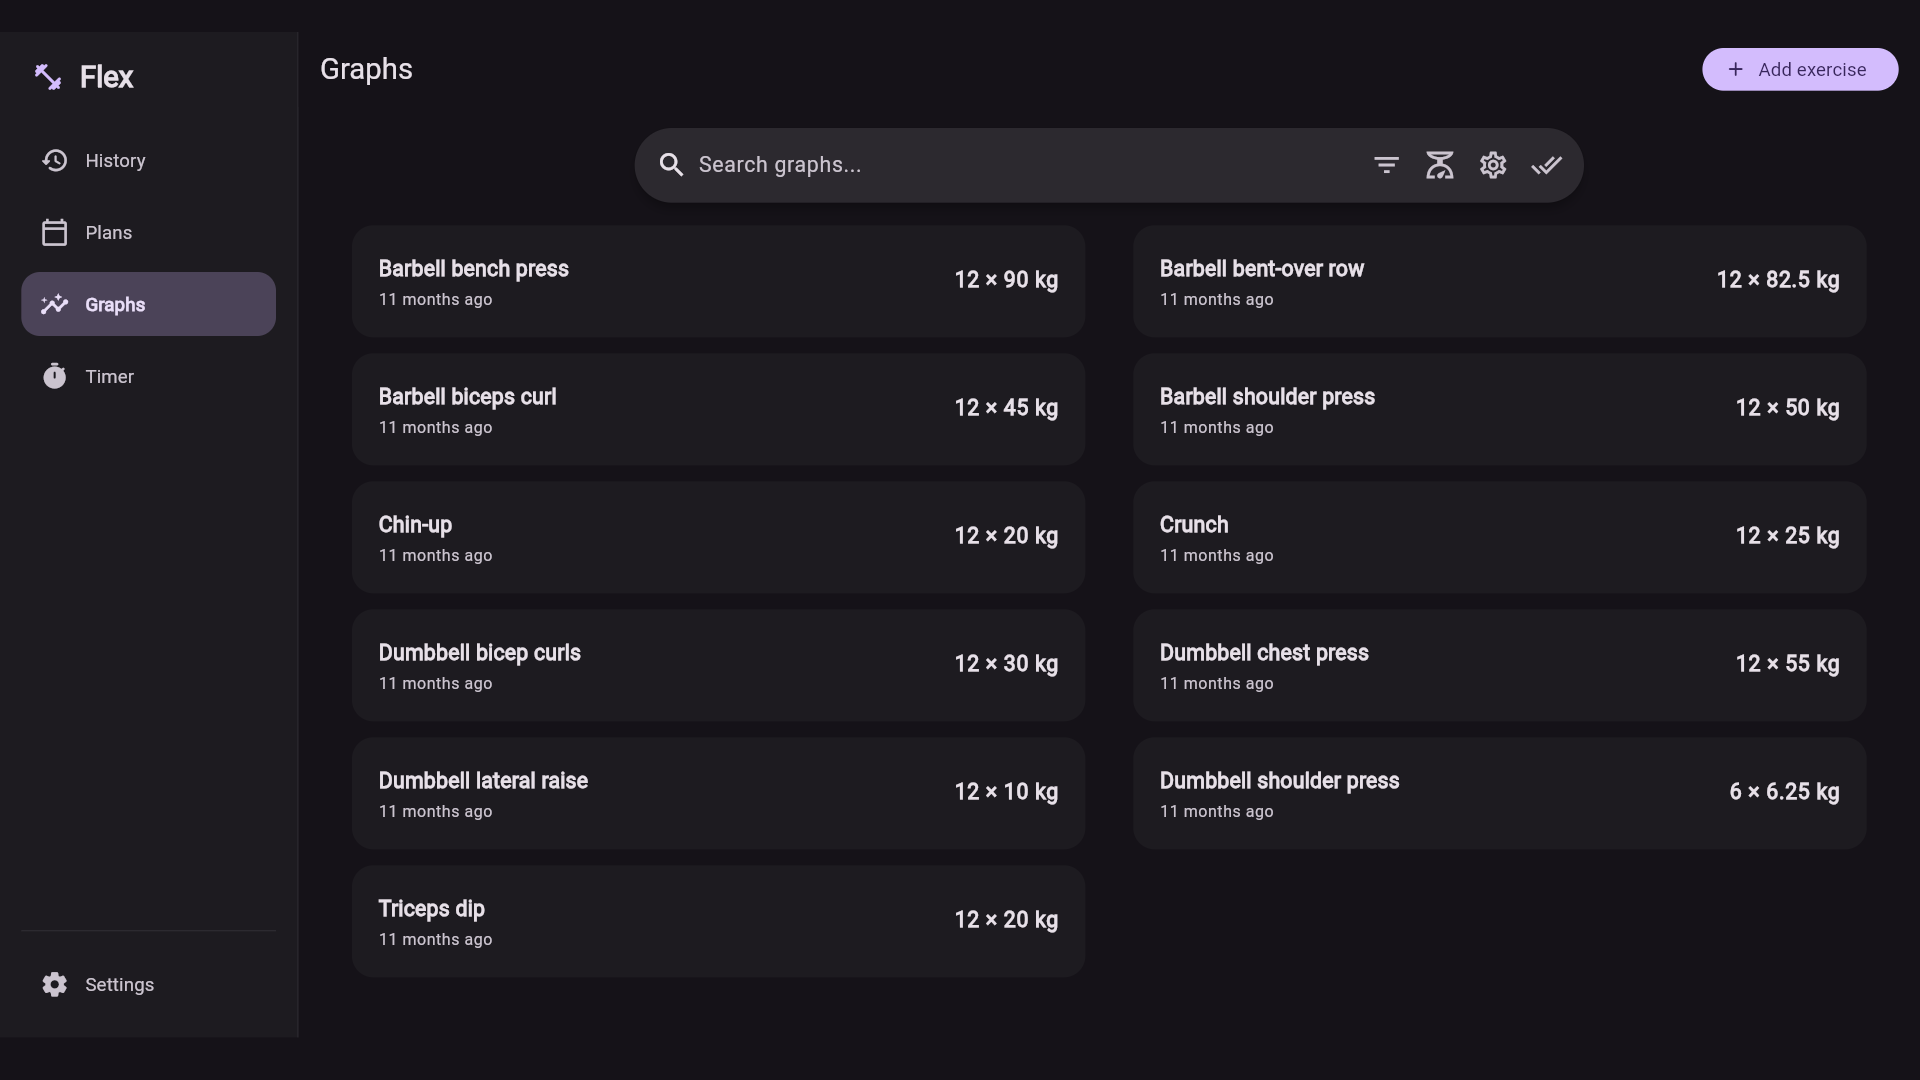 Flex
History
Plans
Graphs
Timer
Settings
Graphs
Add exercise
Search graphs...
Barbell bench press
11 months ago
12 × 90 kg
Barbell bent-over row
11 months ago
12 × 82.5 kg
Barbell biceps curl
11 months ago
12 × 45 kg
Barbell shoulder press
11 months ago
12 × 50 kg
Chin-up
11 months ago
12 × 20 kg
Crunch
11 months ago
12 × 25 kg
Dumbbell bicep curls
11 months ago
12 × 30 kg
Dumbbell chest press
11 months ago
12 × 55 kg
Dumbbell lateral raise
11 months ago
12 × 10 kg
Dumbbell shoulder press
11 months ago
6 × 6.25 kg
Triceps dip
11 months ago
12 × 20 kg